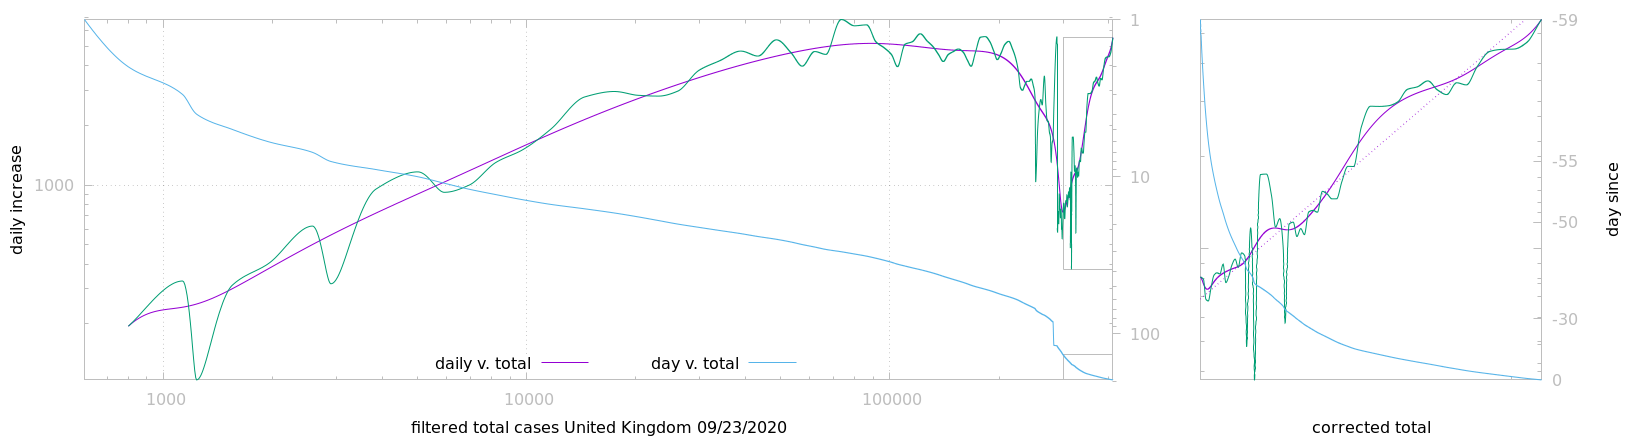 daily increase
1000
1000
10000
100000
1
10
100
daily v. total
day v. total
filtered total cases United Kingdom 09/23/2020
-59
-55
-50
-30
0
day since
corrected total